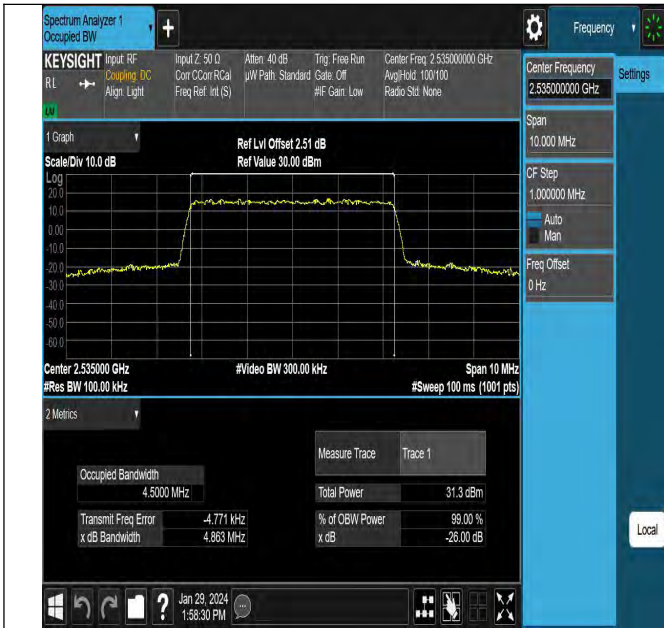 Spectrum Analyzer 1
Occupied BW
Frequency
KEYSIGHT
RL
Input: RF
Coupling: DC
Align: Light
Input Z: 50 Ω
Corr CCorr RCal
Freq Ref: Int (S)
Atten: 40 dB
µW Path: Standard
Trig: Free Run
Gate: Off
#IF Gain: Low
Center Freq: 2.535000000 GHz
Avg|Hold: 100/100
Radio Std: None
1 Graph
Scale/Div 10.0 dB
Ref Lvl Offset 2.51 dB
Ref Value 30.00 dBm
Log
20.0
10.0
0.00
-10.0
-20.0
-30.0
-40.0
-50.0
-60.0
Center 2.535000 GHz
#Video BW 300.00 kHz
Span 10 MHz
#Res BW 100.00 kHz
#Sweep 100 ms (1001 pts)
2 Metrics
Measure Trace
Trace 1
Occupied Bandwidth
4.5000 MHz
Total Power
31.3 dBm
Transmit Freq Error
-4.771 kHz
% of OBW Power
99.00 %
x dB Bandwidth
4.863 MHz
x dB
-26.00 dB
Center Frequency
2.535000000 GHz
Settings
Span
10.000 MHz
CF Step
1.000000 MHz
Auto
Man
Freq Offset
0 Hz
Local
?
Jan 29, 2024
1:58:30 PM